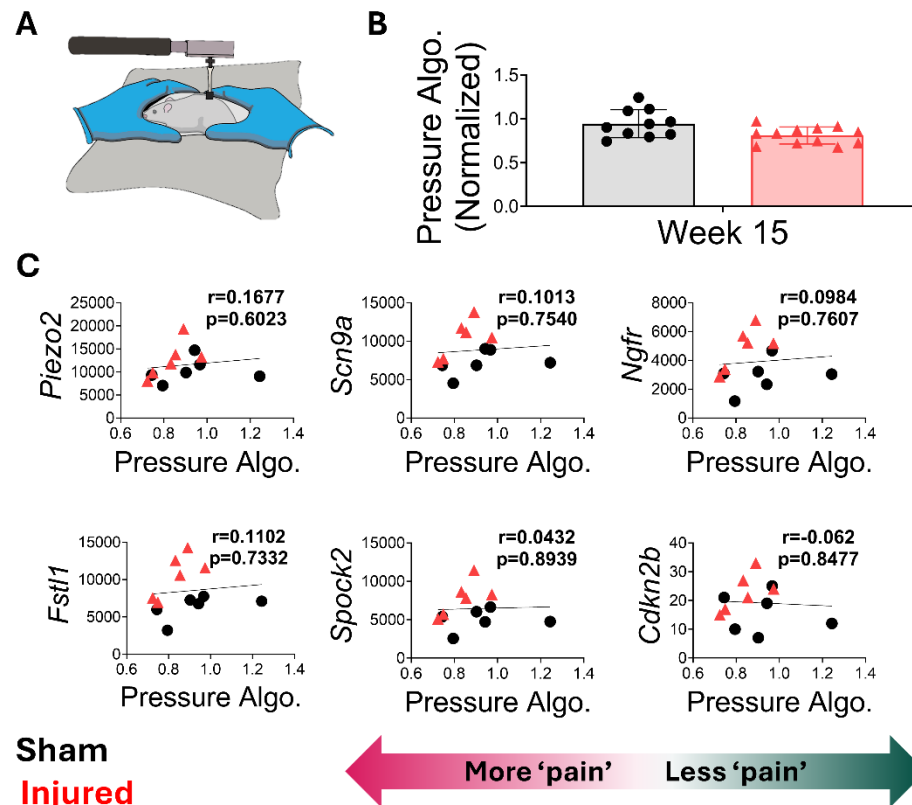 A
B
Pressure Algo.
(Normalized)
1.5
1.0
0.5
0.0
Week 15
C
Piezo2
25000
20000
15000
10000
5000
0
r=0.1677
p=0.6023
0.6 0.8 1.0 1.2 1.4
Pressure Algo.
Scn9a
15000
10000
5000
0
r=0.1013
p=0.7540
0.6 0.8 1.0 1.2 1.4
Pressure Algo.
Ngfr
8000
6000
4000
2000
0
r=0.0984
p=0.7607
0.6 0.8 1.0 1.2 1.4
Pressure Algo.
Fstl1
15000
10000
5000
0
r=0.1102
p=0.7332
0.6 0.8 1.0 1.2 1.4
Pressure Algo.
Spock2
15000
10000
5000
0
r=0.0432
p=0.8939
0.6 0.8 1.0 1.2 1.4
Pressure Algo.
Cdkn2b
40
30
20
10
0
r=-0.062
p=0.8477
0.6 0.8 1.0 1.2 1.4
Pressure Algo.
Sham
Injured
More ‘pain’ Less ‘pain’